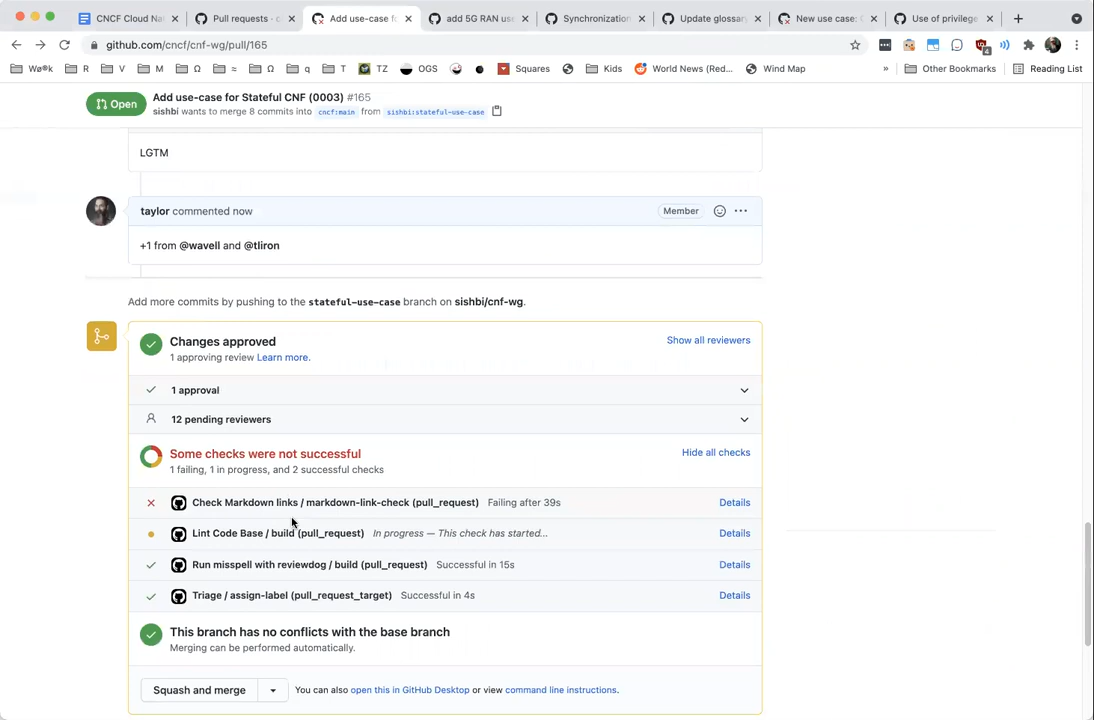 CNCF Cloud Na
Pull requests · c
Add use-case fo
add 5G RAN use
Synchronization
Update glossar
New use case: 
Use of privilege
github.com/cncf/cnf-wg/pull/165
4
Wø®k
R
V
M
Ω
≈
Ω
q
T
TZ
OGS
Squares
Kids
World News (Red...
Wind Map
»
Other Bookmarks
Reading List
Open
Add use-case for Stateful CNF (0003) #165
sishbi wants to merge 8 commits into cncf:main from sishbi:stateful-use-case
LGTM
taylor commented now
Member
+1 from @wavell and @tliron
Add more commits by pushing to the stateful-use-case branch on sishbi/cnf-wg.
Changes approved
Show all reviewers
1 approving review Learn more.
1 approval
12 pending reviewers
Some checks were not successful
Hide all checks
1 failing, 1 in progress, and 2 successful checks
Check Markdown links / markdown-link-check (pull_request) Failing after 39s
Details
Lint Code Base / build (pull_request) In progress — This check has started...
Details
Run misspell with reviewdog / build (pull_request) Successful in 15s
Details
Triage / assign-label (pull_request_target) Successful in 4s
Details
This branch has no conflicts with the base branch
Merging can be performed automatically.
Squash and merge
You can also open this in GitHub Desktop or view command line instructions.